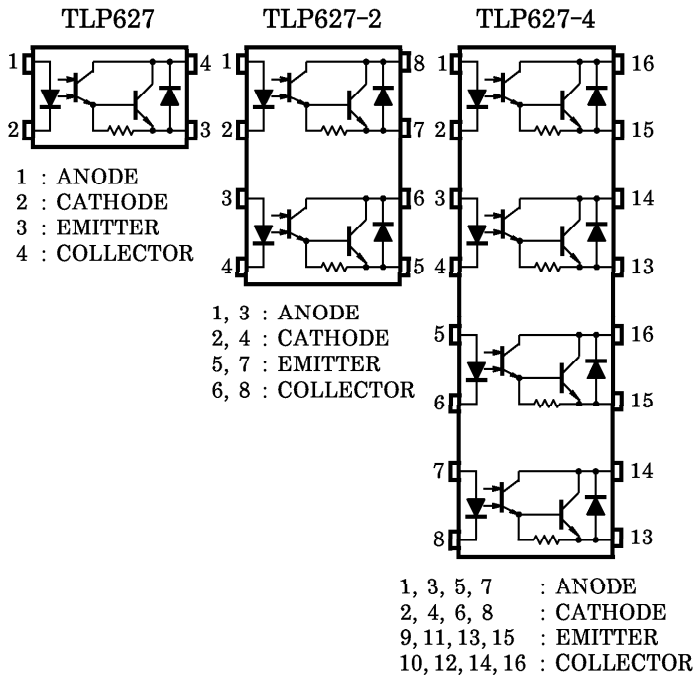 TLP627
TLP627-2
TLP627-4
1
4
2
3
1 : ANODE
2 : CATHODE
3 : EMITTER
4 : COLLECTOR
1
8
2
7
3
6
4
5
1, 3 : ANODE
2, 4 : CATHODE
5, 7 : EMITTER
6, 8 : COLLECTOR
1
16
2
15
3
14
4
13
5
16
6
15
7
14
8
13
1, 3, 5, 7 : ANODE
2, 4, 6, 8 : CATHODE
9, 11, 13, 15 : EMITTER
10, 12, 14, 16 : COLLECTOR